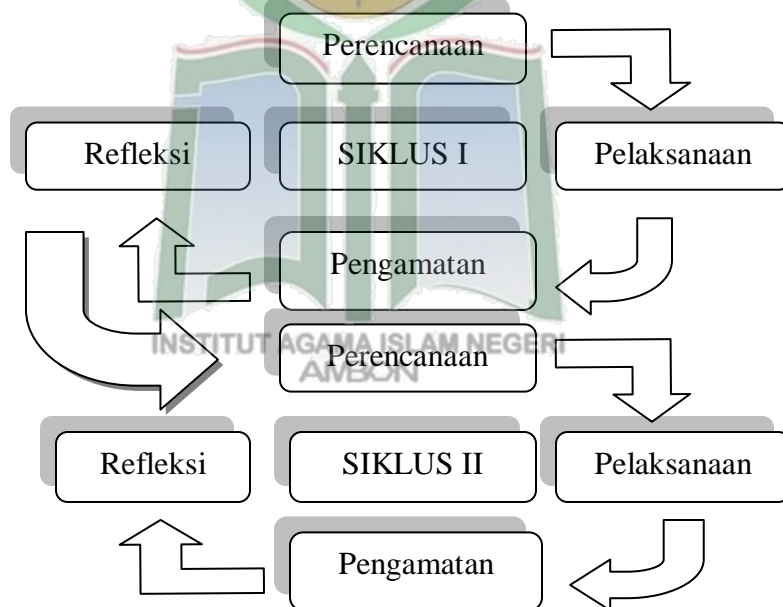 Perencanaan
Refleksi
SIKLUS I
Pelaksanaan
Pengamatan
INSTITUT AGAMA ISLAM NEGERI
AMBON
Perencanaan
Refleksi
SIKLUS II
Pelaksanaan
Pengamatan